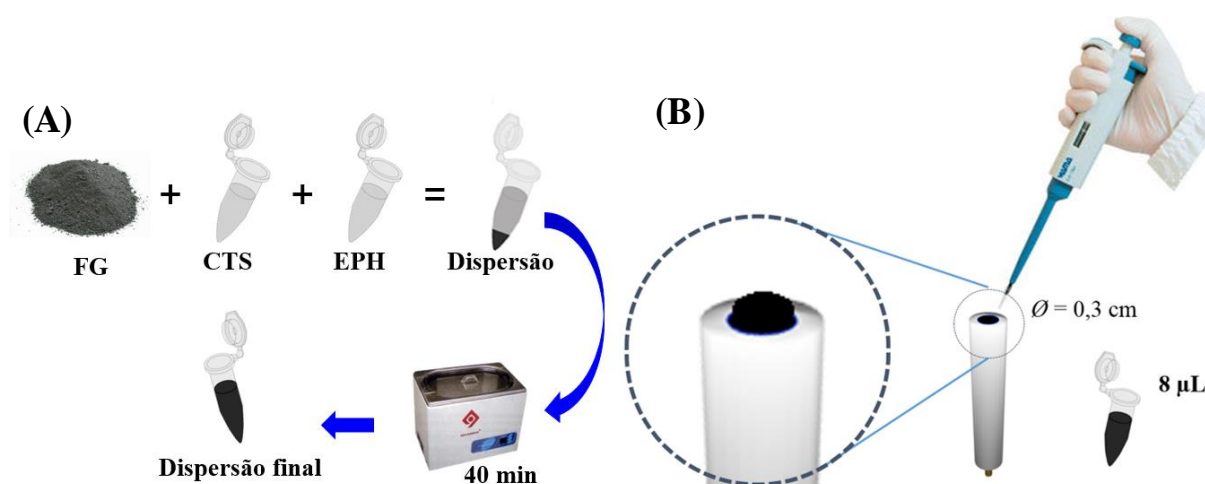 (A)
+ + =
FG
CTS
EPH
Dispersão
Dispersão final
40 min
(B)
Ø = 0,3 cm
8 µL